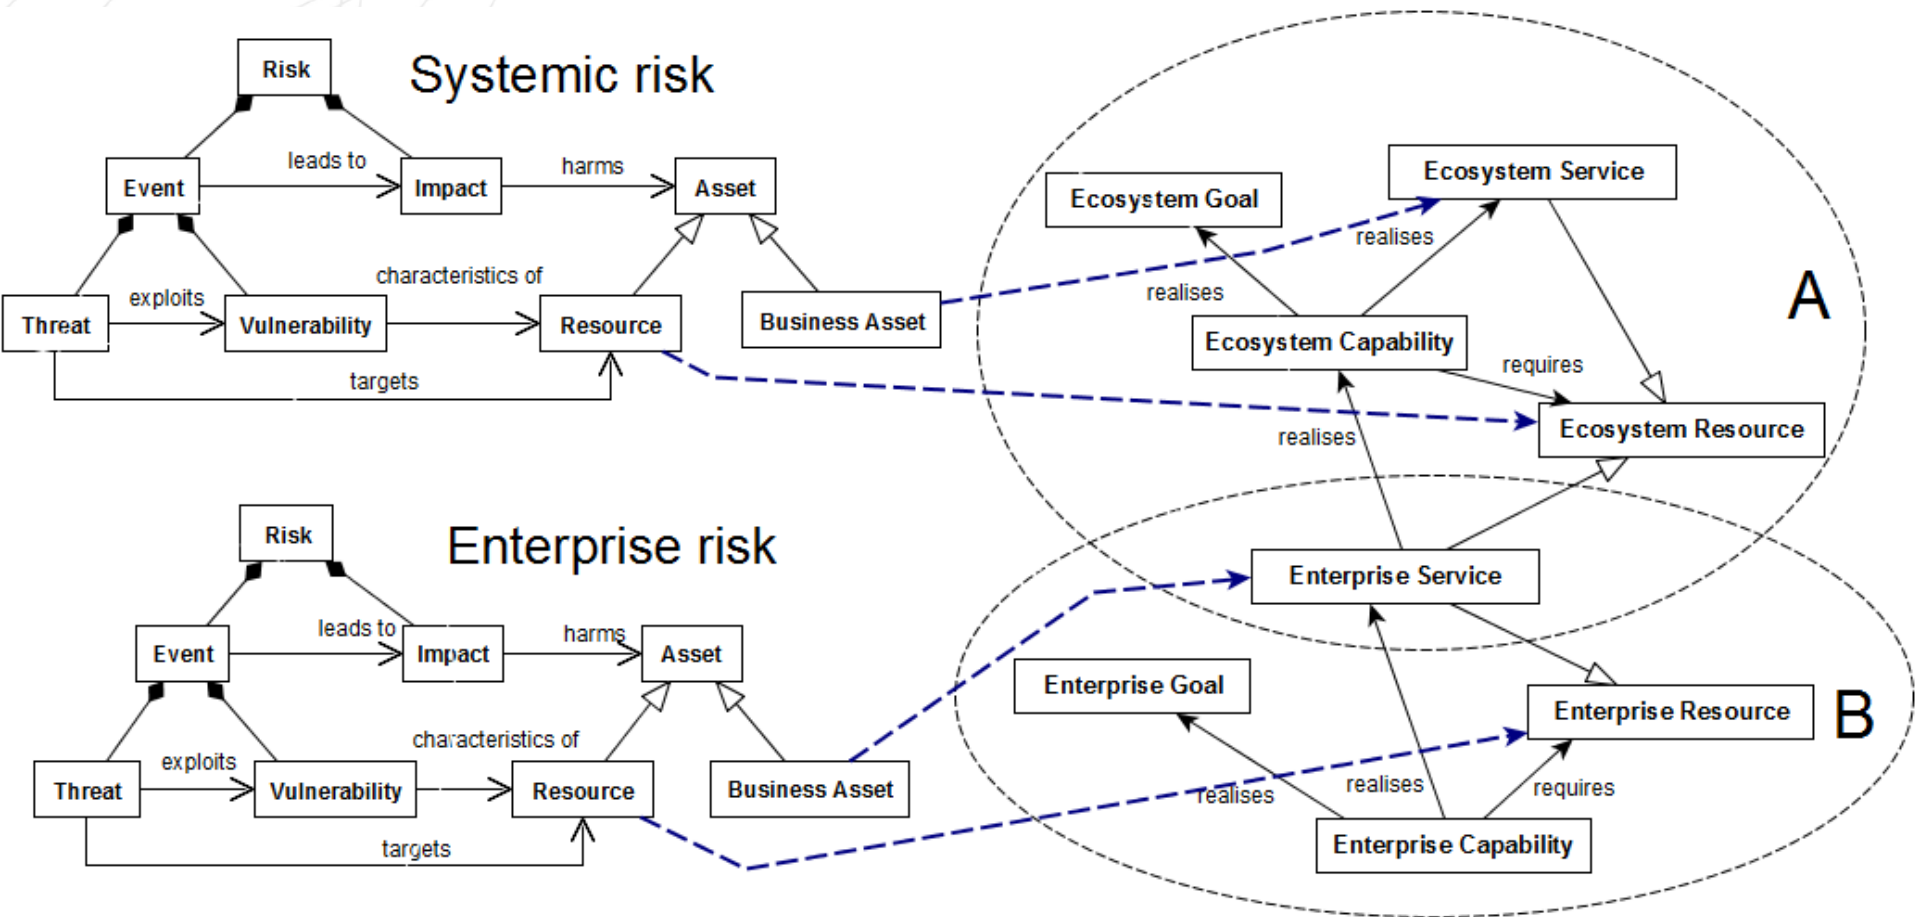 Risk
Systemic risk
leads to
harms
Event
Impact
Asset
characteristics of
exploits
Threat
Vulnerability
Resource
Business Asset
targets
Ecosystem Service
Ecosystem Goal
realises
realises
A
Ecosystem Capability
requires
Ecosystem Resource
realises
Risk
Enterprise risk
leads to
harms
Event
Impact
Asset
characteristics of
exploits
Threat
Vulnerability
Resource
Business Asset
targets
Enterprise Service
Enterprise Goal
Enterprise Resource
B
realises
realises
requires
Enterprise Capability